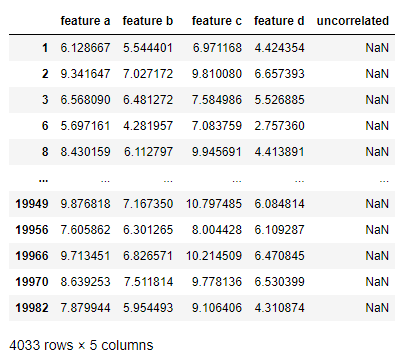 feature a feature b feature c feature d uncorrelated
1 6.128667 5.544401 6.971168 4.424354 NaN
2 9.341647 7.027172 9.810080 6.657393 NaN
3 6.568090 6.481272 7.584986 5.526885 NaN
6 5.697161 4.281957 7.083759 2.757360 NaN
8 8.430159 6.112797 9.945691 4.413891 NaN
... ... ... ... ... ...
19949 9.876818 7.167350 10.797485 6.084814 NaN
19956 7.605862 6.301265 8.004428 6.109287 NaN
19966 9.713451 6.826571 10.214509 6.470845 NaN
19970 8.639253 7.511814 9.778136 6.530399 NaN
19982 7.879944 5.954493 9.106406 4.310874 NaN
4033 rows × 5 columns